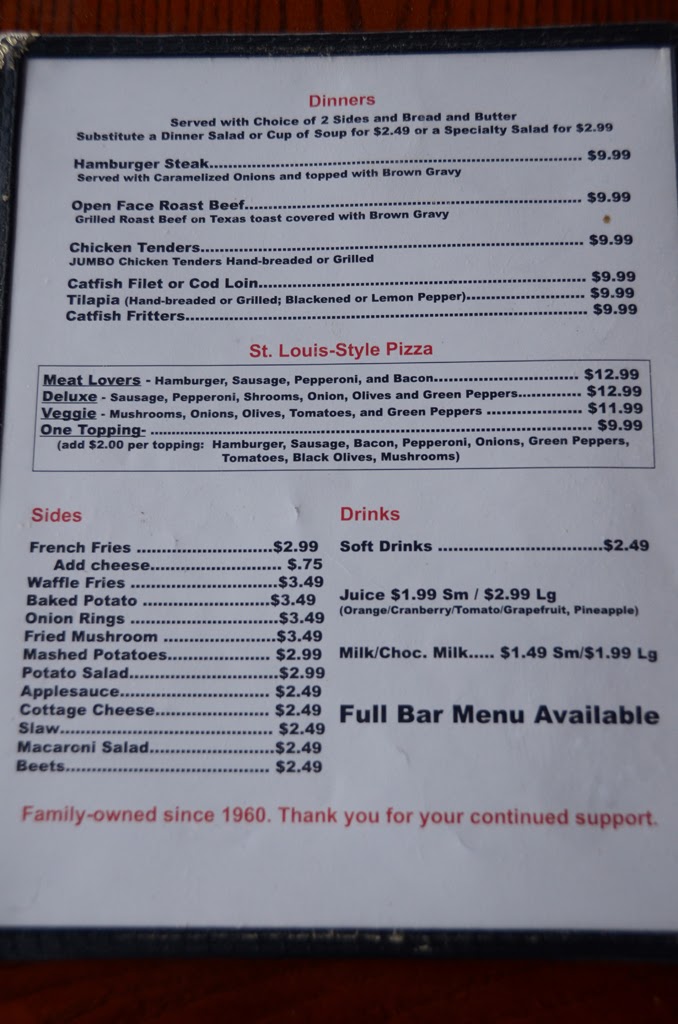 Dinners
Served with Choice of 2 Sides and Bread and Butter
Substitute a Dinner Salad or Cup of Soup for $2.49 or a Specialty Salad for $2.99
Hamburger Steak........ $9.99
Served with Caramelized Onions and topped with Brown Gravy
Open Face Roast Beef........ $9.99
Grilled Roast Beef on Texas toast covered with Brown Gravy
Chicken Tenders........ $9.99
JUMBO Chicken Tenders Hand-breaded or Grilled
Catfish Filet or Cod Loin........ $9.99
Tilapia (Hand-breaded or Grilled; Blackened or Lemon Pepper)........ $9.99
Catfish Fritters........ $9.99
St. Louis-Style Pizza
Meat Lovers - Hamburger, Sausage, Pepperoni, and Bacon........ $12.99
Deluxe - Sausage, Pepperoni, Shrooms, Onion, Olives and Green Peppers........ $12.99
Veggie - Mushrooms, Onions, Olives, Tomatoes, and Green Peppers ........ $11.99
One Topping- ........ $9.99
(add $2.00 per topping: Hamburger, Sausage, Bacon, Pepperoni, Onions, Green Peppers,
Tomatoes, Black Olives, Mushrooms)
Sides
French Fries ........$2.99
Add cheese........ $.75
Waffle Fries ........$3.49
Baked Potato ........$3.49
Onion Rings ........$3.49
Fried Mushroom ........$3.49
Mashed Potatoes........ $2.99
Potato Salad........$2.99
Applesauce........ $2.49
Cottage Cheese........ $2.49
Slaw........ $2.49
Macaroni Salad........$2.49
Beets........ $2.49
Drinks
Soft Drinks ........$2.49
Juice $1.99 Sm / $2.99 Lg
(Orange/Cranberry/Tomato/Grapefruit, Pineapple)
Milk/Choc. Milk..... $1.49 Sm/$1.99 Lg
Full Bar Menu Available
Family-owned since 1960. Thank you for your continued support.